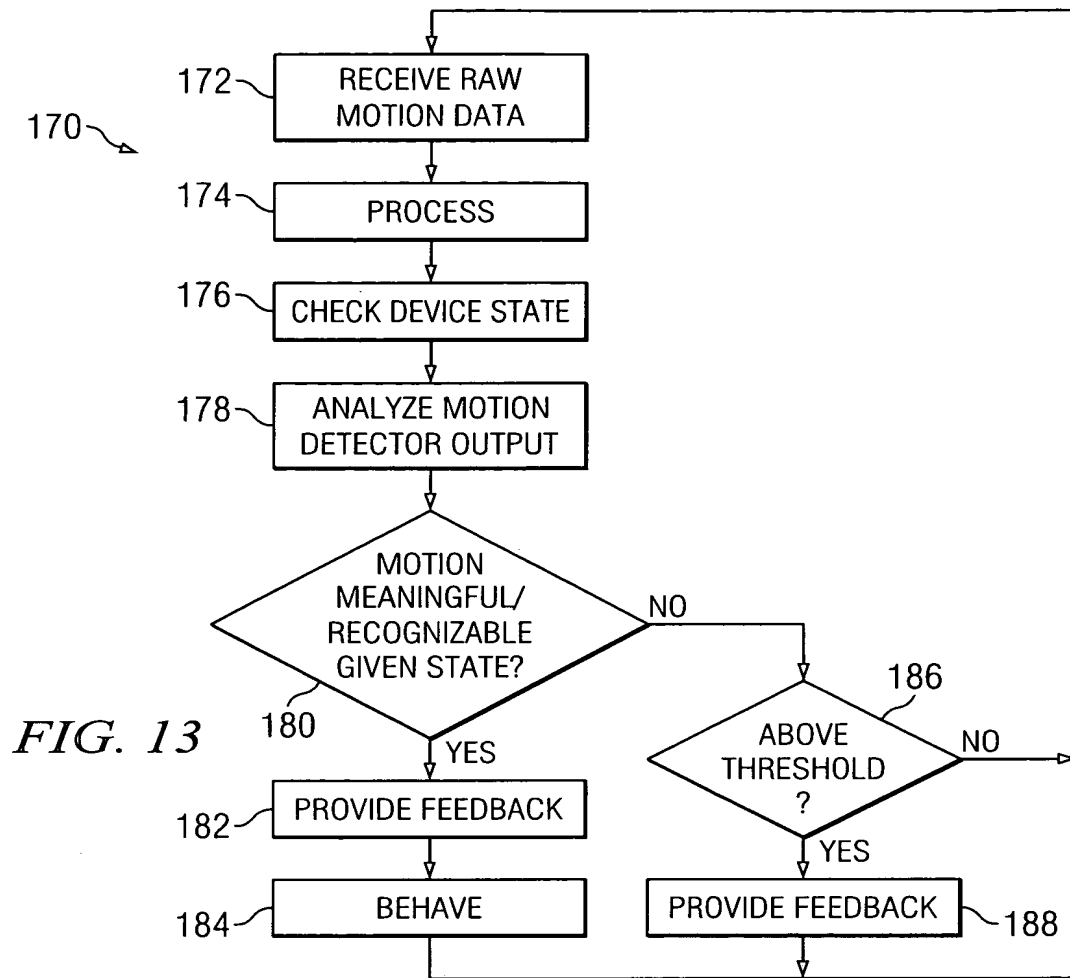 172
RECEIVE RAW
MOTION DATA
170
174
PROCESS
176
CHECK DEVICE STATE
178
ANALYZE MOTION
DETECTOR OUTPUT
MOTION
MEANINGFUL/
RECOGNIZABLE
GIVEN STATE?
NO
180
YES
186
ABOVE
THRESHOLD
?
NO
YES
FIG. 13
182
PROVIDE FEEDBACK
184
BEHAVE
PROVIDE FEEDBACK
188